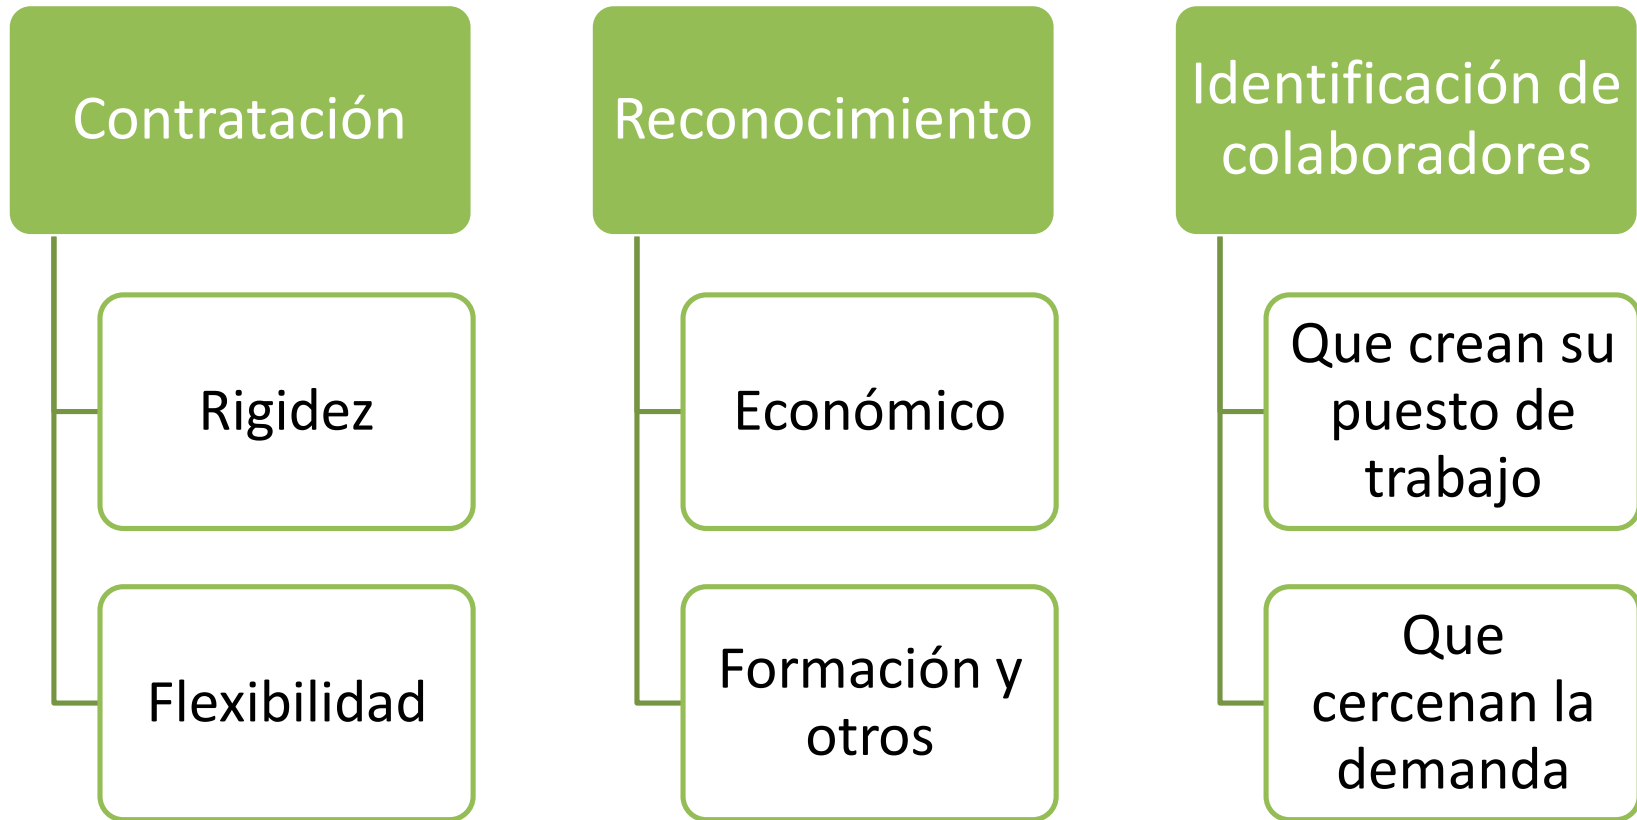 Contratación
Rigidez
Flexibilidad
Reconocimiento
Económico
Formación y
otros
Identificación de
colaboradores
Que crean su
puesto de
trabajo
Que
cercenan la
demanda